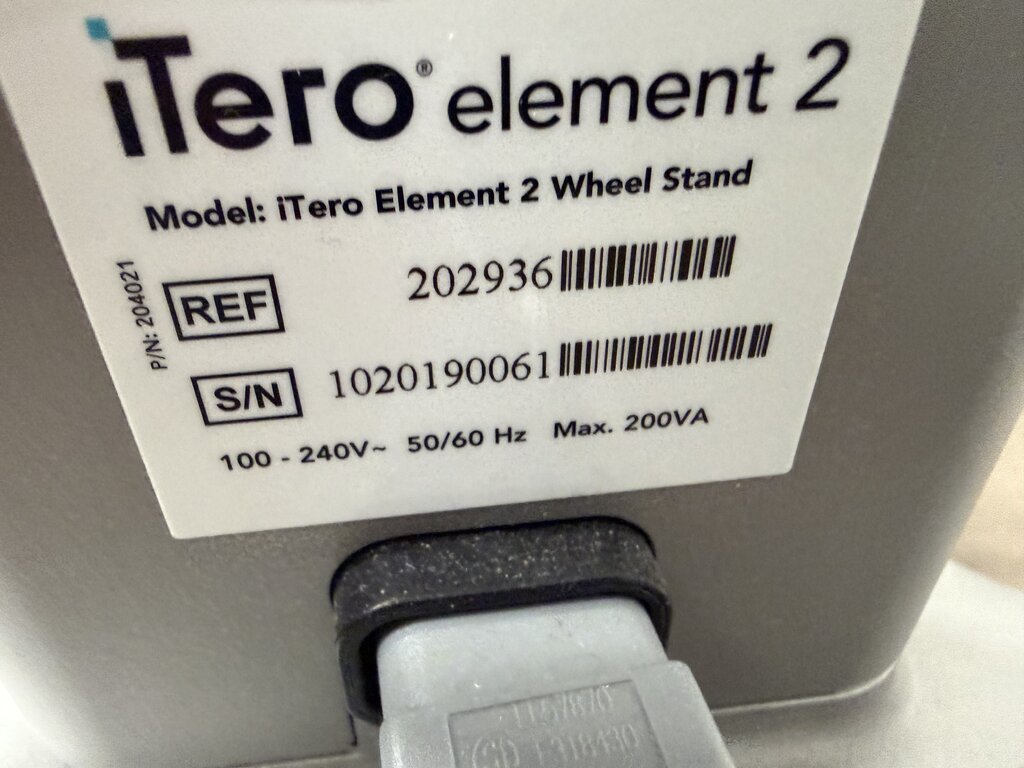 iTero® element 2
Model: iTero Element 2 Wheel Stand
P/N: 204021
REF 202936
S/N 1020190061
100 - 240V~ 50/60 Hz Max. 200VA